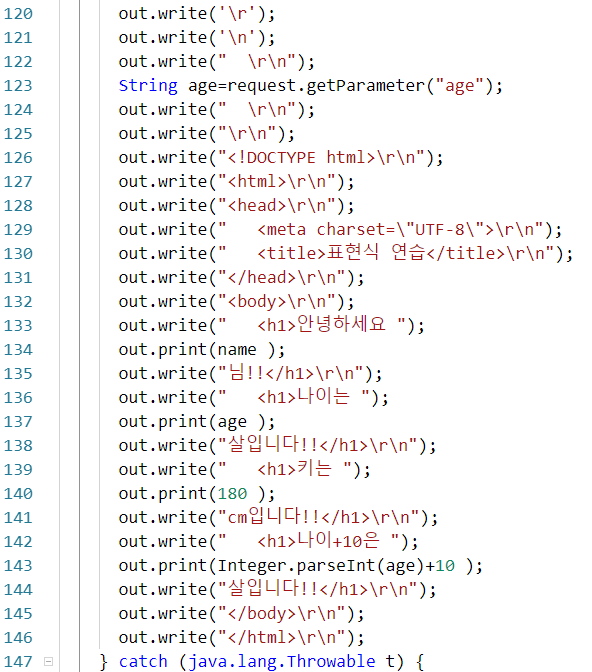 120 out.write('\r');
121 out.write('\n');
122 out.write("  \r\n");
123 String age=request.getParameter("age");
124 out.write("  \r\n");
125 out.write("\r\n");
126 out.write("<!DOCTYPE html>\r\n");
127 out.write("<html>\r\n");
128 out.write("<head>\r\n");
129 out.write("   <meta charset=\"UTF-8\">\r\n");
130 out.write("   <title>표현식 연습</title>\r\n");
131 out.write("</head>\r\n");
132 out.write("<body>\r\n");
133 out.write("   <h1>안녕하세요 ");
134 out.print(name );
135 out.write("님!!</h1>\r\n");
136 out.write("   <h1>나이는 ");
137 out.print(age );
138 out.write("살입니다!!</h1>\r\n");
139 out.write("   <h1>키는 ");
140 out.print(180 );
141 out.write("cm입니다!!</h1>\r\n");
142 out.write("   <h1>나이+10은 ");
143 out.print(Integer.parseInt(age)+10 );
144 out.write("살입니다!!</h1>\r\n");
145 out.write("</body>\r\n");
146 out.write("</html>\r\n");
147 } catch (java.lang.Throwable t) {